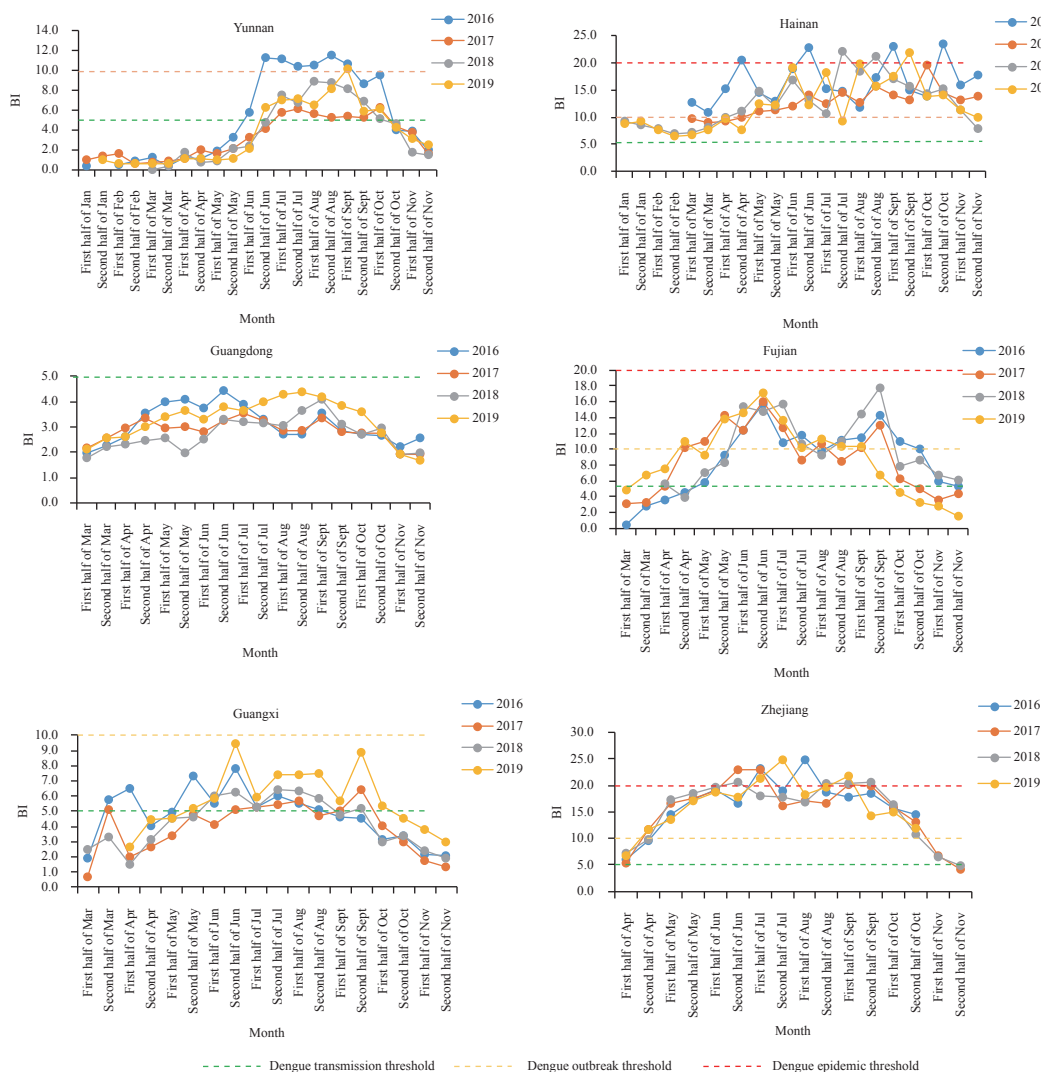 Yunnan
14.0
12.0
10.0
8.0
6.0
4.0
2.0
0.0
BI
2016
2017
2018
2019
First half of Jan
Second half of Jan
First half of Feb
Second half of Feb
First half of Mar
Second half of Mar
First half of Apr
Second half of Apr
First half of May
Second half of May
First half of Jun
Second half of Jun
First half of Jul
Second half of Jul
First half of Aug
Second half of Aug
First half of Sept
Second half of Sept
First half of Oct
Second half of Oct
First half of Nov
Second half of Nov
Month
Hainan
25.0
20.0
15.0
10.0
5.0
0.0
BI
20
20
20
20
First half of Jan
Second half of Jan
First half of Feb
Second half of Feb
First half of Mar
Second half of Mar
First half of Apr
Second half of Apr
First half of May
Second half of May
First half of Jun
Second half of Jun
First half of Jul
Second half of Jul
First half of Aug
Second half of Aug
First half of Sept
Second half of Sept
First half of Oct
Second half of Oct
First half of Nov
Second half of Nov
Month
Guangdong
5.0
4.0
3.0
2.0
1.0
0.0
BI
2016
2017
2018
2019
First half of Mar
Second half of Mar
First half of Apr
Second half of Apr
First half of May
Second half of May
First half of Jun
Second half of Jun
First half of Jul
Second half of Jul
First half of Aug
Second half of Aug
First half of Sept
Second half of Sept
First half of Oct
Second half of Oct
First half of Nov
Second half of Nov
Month
Fujian
20.0
18.0
16.0
14.0
12.0
10.0
8.0
6.0
4.0
2.0
0.0
BI
2016
2017
2018
2019
First half of Mar
Second half of Mar
First half of Apr
Second half of Apr
First half of May
Second half of May
First half of Jun
Second half of Jun
First half of Jul
Second half of Jul
First half of Aug
Second half of Aug
First half of Sept
Second half of Sept
First half of Oct
Second half of Oct
First half of Nov
Second half of Nov
Month
Guangxi
10.0
9.0
8.0
7.0
6.0
5.0
4.0
3.0
2.0
1.0
0.0
BI
2016
2017
2018
2019
First half of Mar
Second half of Mar
First half of Apr
Second half of Apr
First half of May
Second half of May
First half of Jun
Second half of Jun
First half of Jul
Second half of Jul
First half of Aug
Second half of Aug
First half of Sept
Second half of Sept
First half of Oct
Second half of Oct
First half of Nov
Second half of Nov
Month
Zhejiang
30.0
25.0
20.0
15.0
10.0
5.0
0.0
BI
2016
2017
2018
2019
First half of Apr
Second half of Apr
First half of May
Second half of May
First half of Jun
Second half of Jun
First half of Jul
Second half of Jul
First half of Aug
Second half of Aug
First half of Sept
Second half of Sept
First half of Oct
Second half of Oct
First half of Nov
Second half of Nov
Month
Dengue transmission threshold
Dengue outbreak threshold
Dengue epidemic threshold